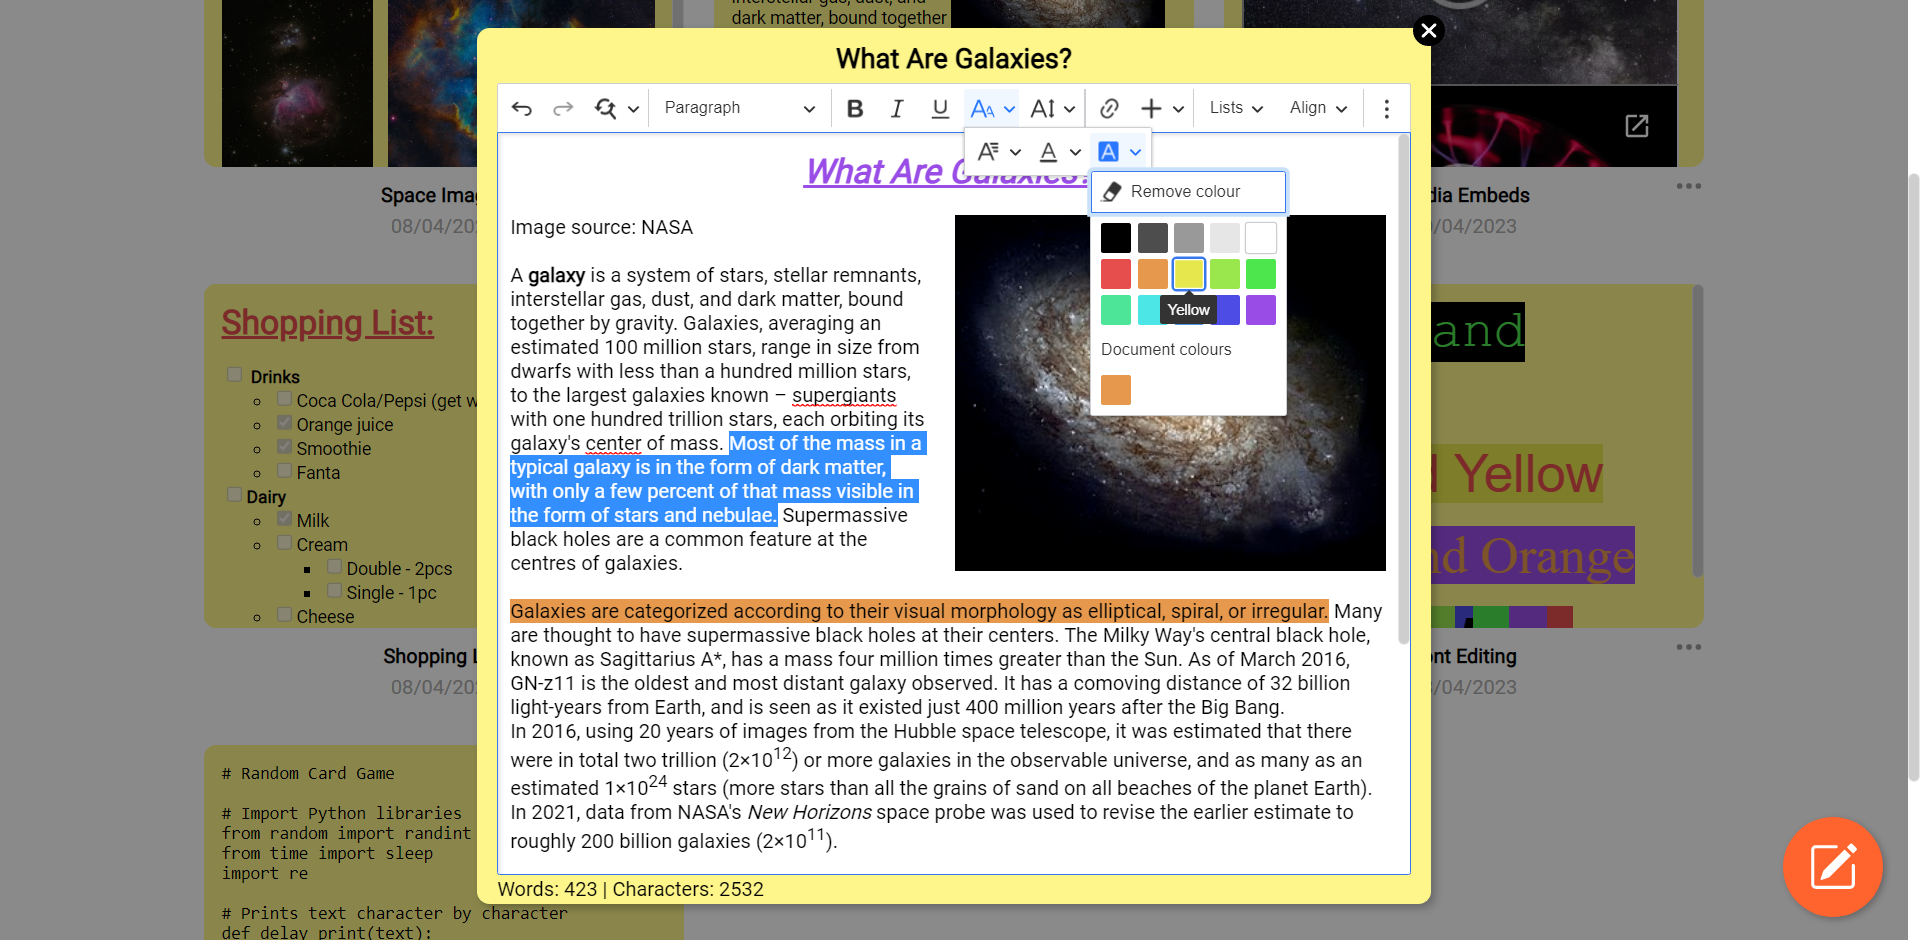 interstellar gas, dust, and
dark matter, bound together
What Are Galaxies?
Paragraph
B I U
Lists
Align
What Are Galaxies?
Remove colour
Yellow
Document colours
Image source: NASA
A galaxy is a system of stars, stellar remnants,
interstellar gas, dust, and dark matter, bound
together by gravity. Galaxies, averaging an
estimated 100 million stars, range in size from
dwarfs with less than a hundred million stars,
to the largest galaxies known – supergiants
with one hundred trillion stars, each orbiting its
galaxy's center of mass. Most of the mass in a
typical galaxy is in the form of dark matter,
with only a few percent of that mass visible in
the form of stars and nebulae. Supermassive
black holes are a common feature at the
centres of galaxies.
Galaxies are categorized according to their visual morphology as elliptical, spiral, or irregular. Many
are thought to have supermassive black holes at their centers. The Milky Way's central black hole,
known as Sagittarius A*, has a mass four million times greater than the Sun. As of March 2016,
GN-z11 is the oldest and most distant galaxy observed. It has a comoving distance of 32 billion
light-years from Earth, and is seen as it existed just 400 million years after the Big Bang.
In 2016, using 20 years of images from the Hubble space telescope, it was estimated that there
were in total two trillion (2×10¹²) or more galaxies in the observable universe, and as many as an
estimated 1×10²⁴ stars (more stars than all the grains of sand on all beaches of the planet Earth).
In 2021, data from NASA's New Horizons space probe was used to revise the earlier estimate to
roughly 200 billion galaxies (2×10¹¹).
Words: 423 | Characters: 2532
Space Ima
08/04/20
Shopping List:
Drinks
Coca Cola/Pepsi (get w
Orange juice
Smoothie
Fanta
Dairy
Milk
Cream
Double - 2pcs
Single - 1pc
Cheese
Shopping L
08/04/20
# Random Card Game
# Import Python libraries
from random import randint
from time import sleep
import re
# Prints text character by character
def delay_print(text):
dia Embeds
/04/2023
and
d Yellow
nd Orange
nt Editing
/04/2023